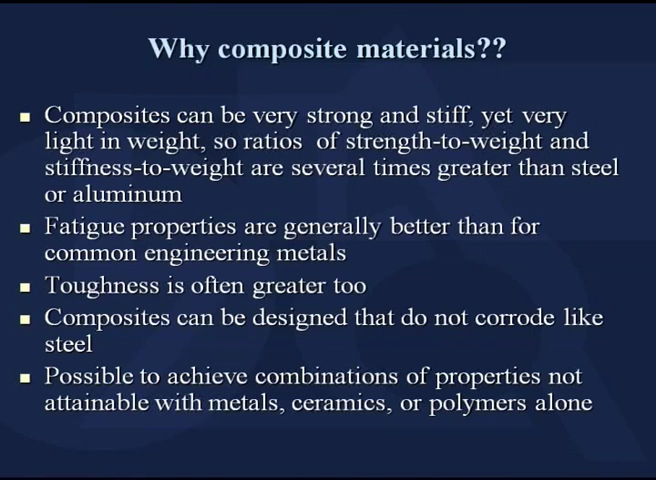 Why composite materials??
Composites can be very strong and stiff, yet very
light in weight, so ratios of strength-to-weight and
stiffness-to-weight are several times greater than steel
or aluminum
Fatigue properties are generally better than for
common engineering metals
Toughness is often greater too
Composites can be designed that do not corrode like
steel
Possible to achieve combinations of properties not
attainable with metals, ceramics, or polymers alone